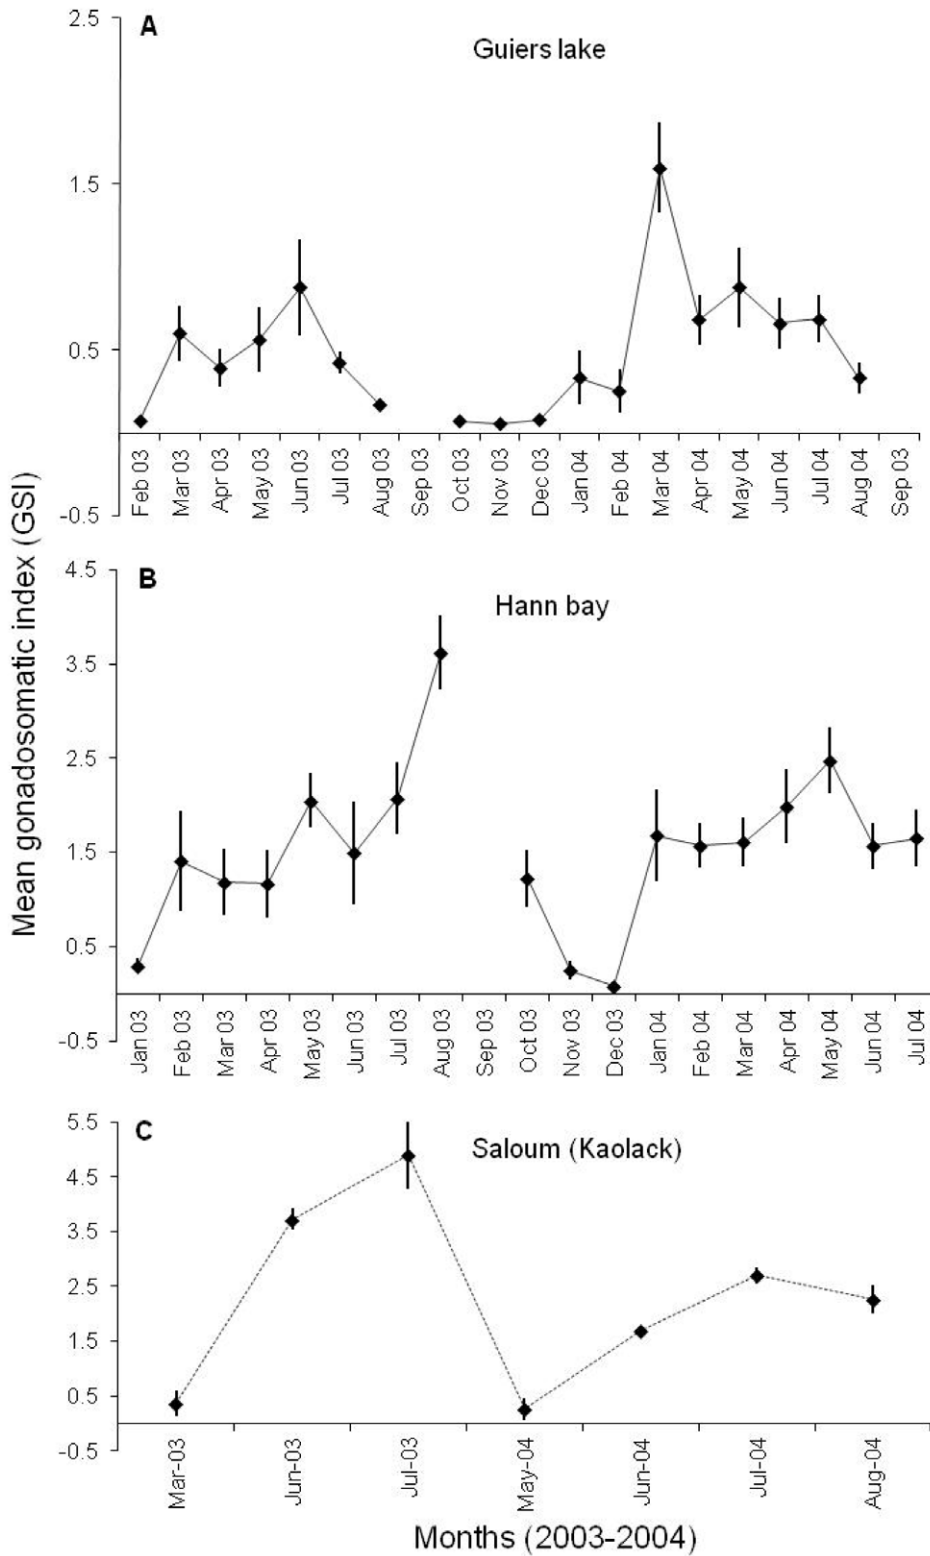 Mean gonadosomatic index (GSI)
A
Guiers lake
2.5
1.5
0.5
-0.5
Feb 03
Mar 03
Apr 03
May 03
Jun 03
Jul 03
Aug 03
Sep 03
Oct 03
Nov 03
Dec 03
Jan 04
Feb 04
Mar 04
Apr 04
May 04
Jun 04
Jul 04
Aug 04
Sep 03
B
Hann bay
4.5
3.5
2.5
1.5
0.5
-0.5
Jan 03
Feb 03
Mar 03
Apr 03
May 03
Jun 03
Jul 03
Aug 03
Sep 03
Oct 03
Nov 03
Dec 03
Jan 04
Feb 04
Mar 04
Apr 04
May 04
Jun 04
Jul 04
C
Saloum (Kaolack)
5.5
4.5
3.5
2.5
1.5
0.5
-0.5
Mar-03
Jun-03
Jul-03
May-04
Jun-04
Jul-04
Aug-04
Months (2003-2004)